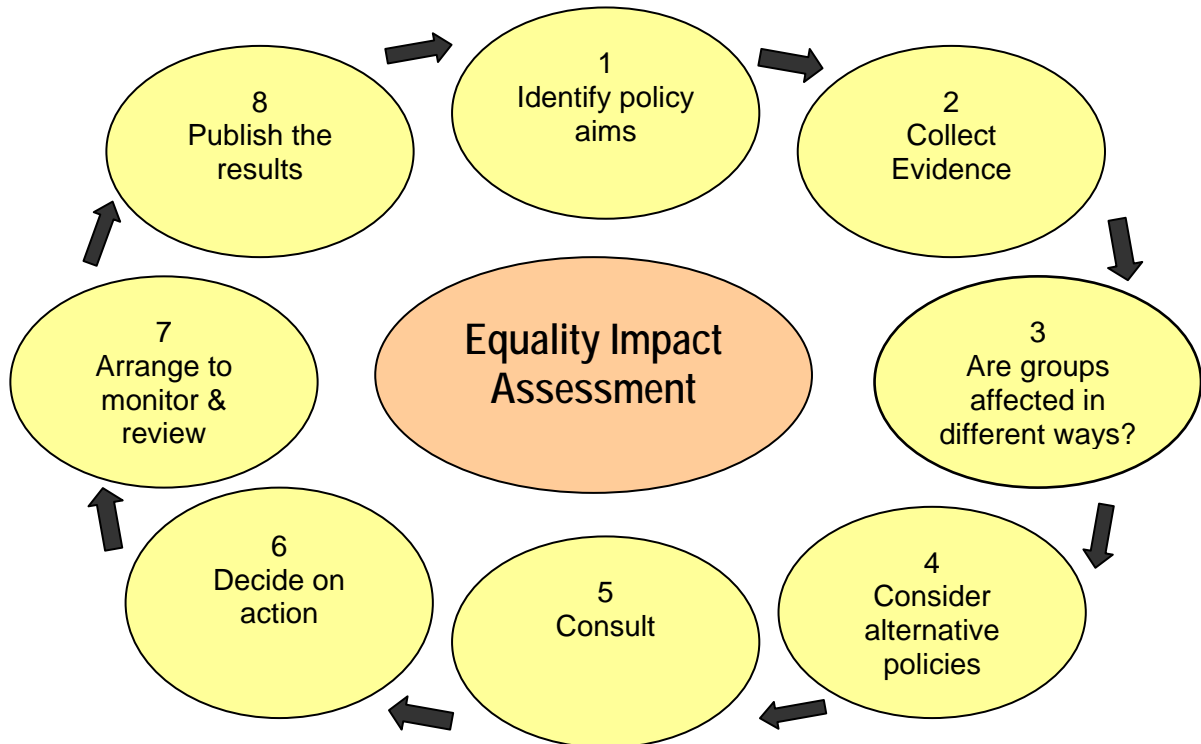 1
Identify policy
aims
2
Collect
Evidence
3
Are groups
affected in
different ways?
4
Consider
alternative
policies
5
Consult
6
Decide on
action
7
Arrange to
monitor &
review
8
Publish the
results
Equality Impact
Assessment